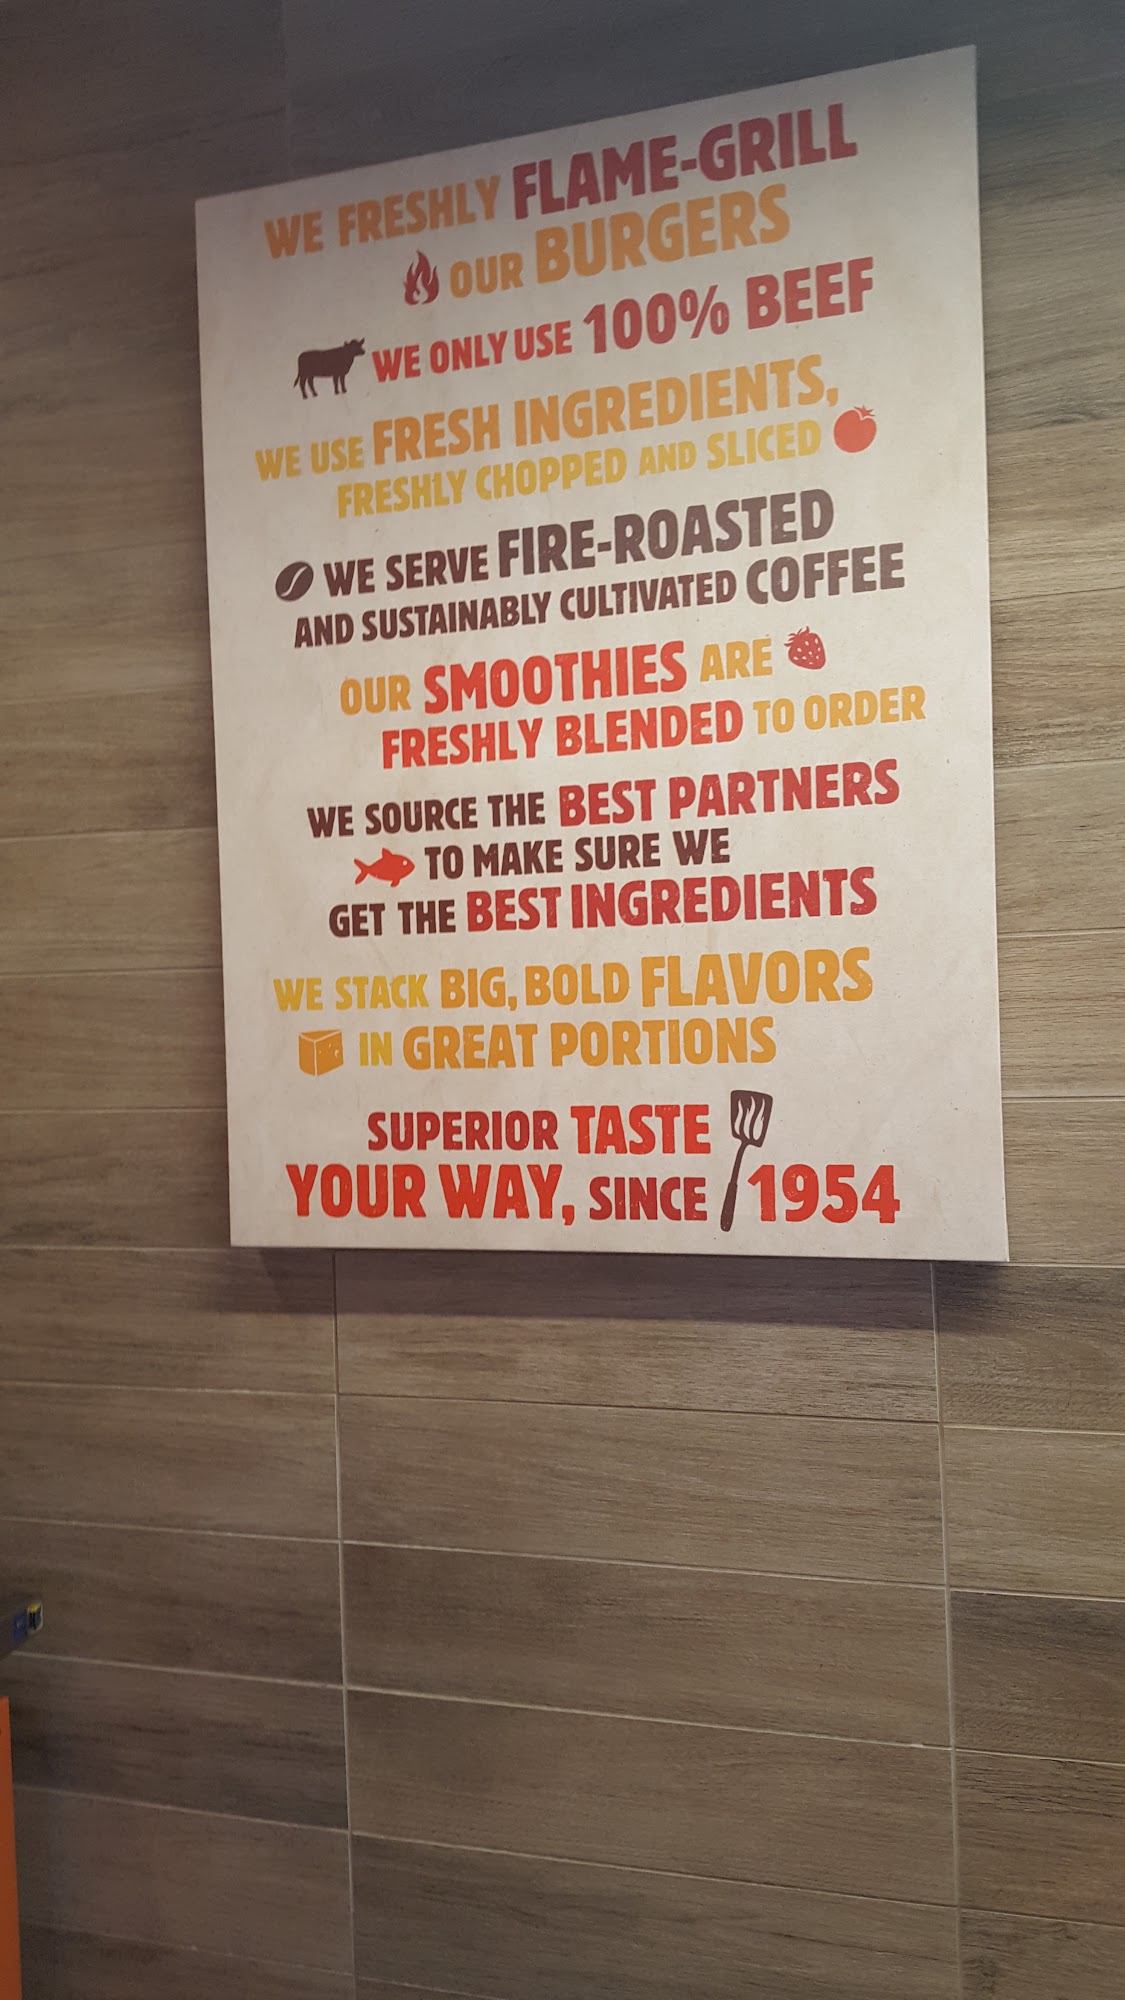 WE FRESHLY FLAME-GRILL
OUR BURGERS
WE ONLY USE 100% BEEF
WE USE FRESH INGREDIENTS,
FRESHLY CHOPPED AND SLICED
WE SERVE FIRE-ROASTED
AND SUSTAINABLY CULTIVATED COFFEE
OUR SMOOTHIES ARE
FRESHLY BLENDED TO ORDER
WE SOURCE THE BEST PARTNERS
TO MAKE SURE WE
GET THE BEST INGREDIENTS
WE STACK BIG, BOLD FLAVORS
IN GREAT PORTIONS
SUPERIOR TASTE
YOUR WAY, SINCE 1954